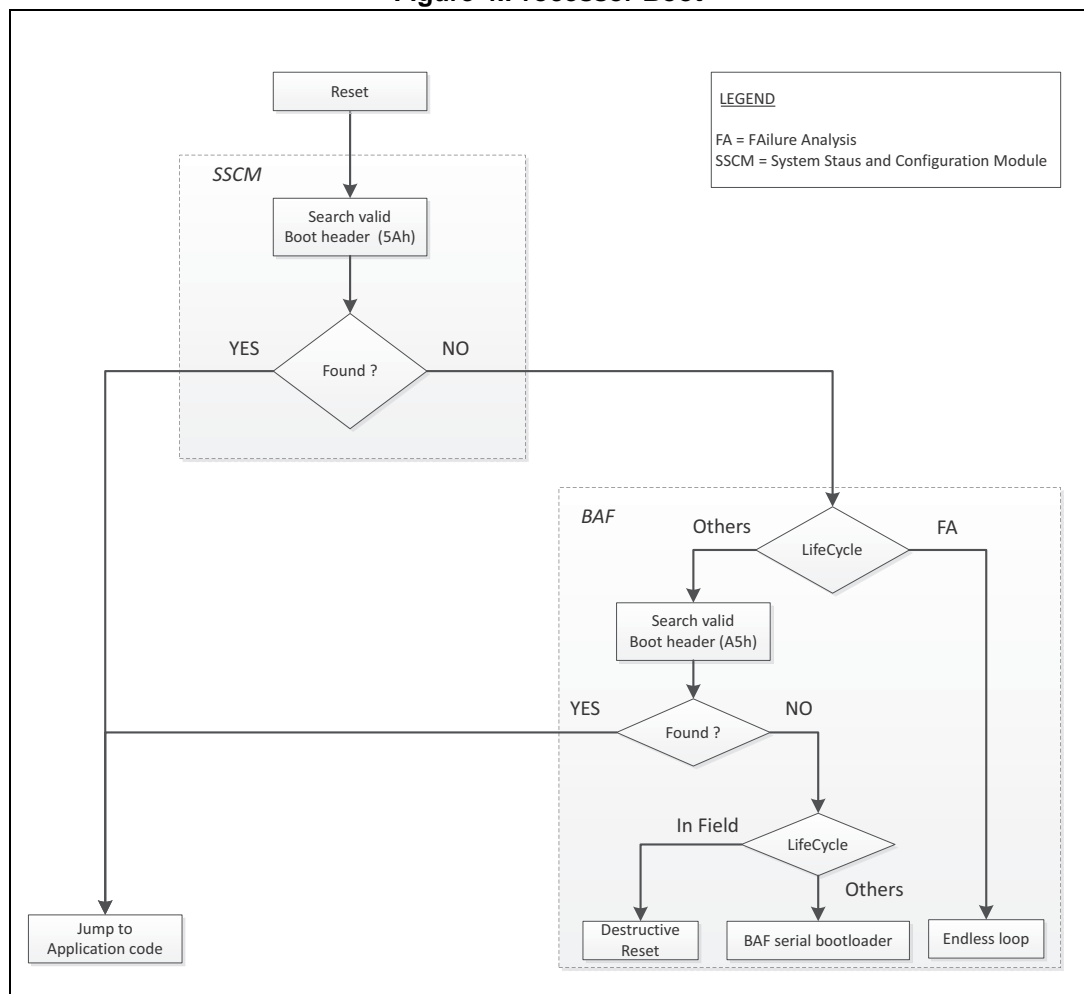 Reset
LEGEND
FA = FAilure Analysis
SSCM = System Staus and Configuration Module
SSCM
Search valid
Boot header (5Ah)
YES
NO
Found ?
BAF
Others
FA
LifeCycle
Search valid
Boot header (A5h)
YES
NO
Found ?
In Field
LifeCycle
Others
Jump to
Application code
Destructive
Reset
BAF serial bootloader
Endless loop